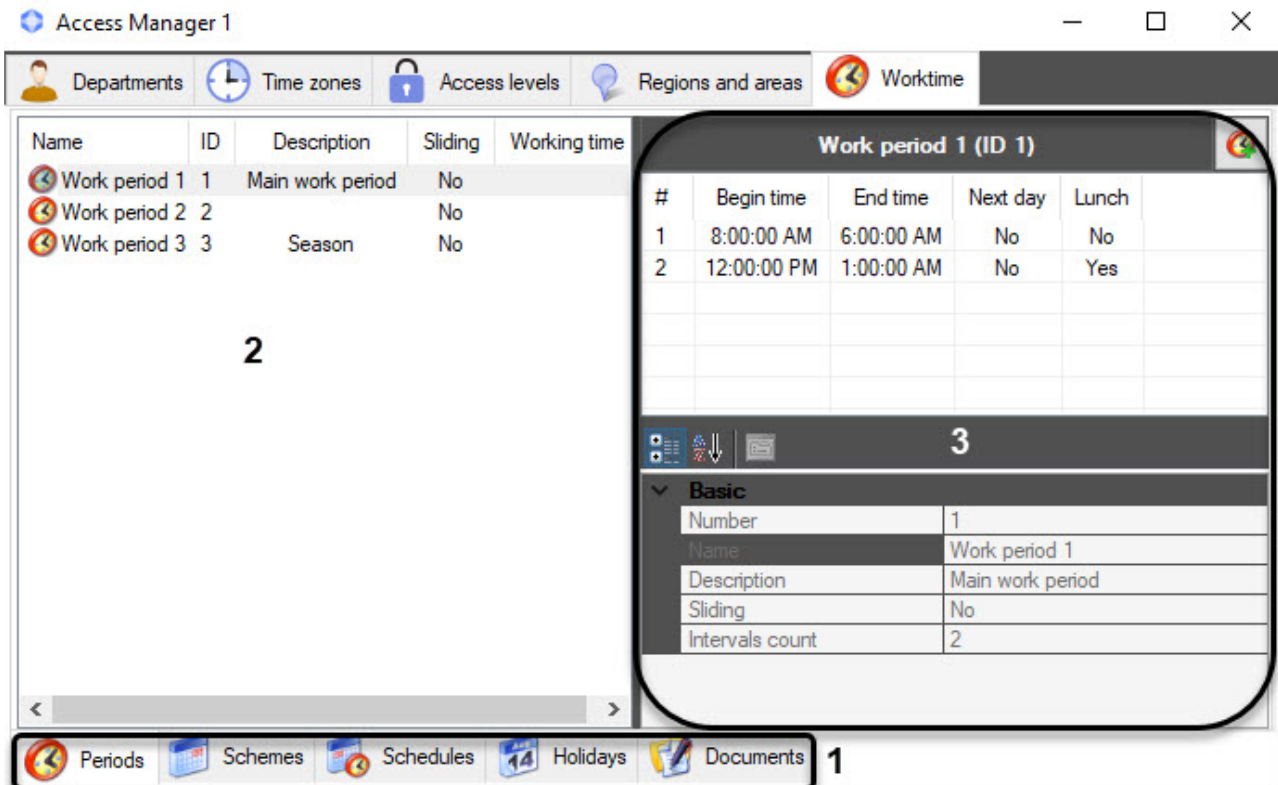 Access Manager 1
Departments Time zones Access levels Regions and areas Worktime
Name ID Description Sliding Working time
Work period 1 1 Main work period No
Work period 2 2 No
Work period 3 3 Season No
2
Work period 1 (ID 1)
# Begin time End time Next day Lunch
1 8:00:00 AM 6:00:00 AM No No
2 12:00:00 PM 1:00:00 AM No Yes
3
Basic
Number 1
Name Work period 1
Description Main work period
Sliding No
Intervals count 2
Periods Schemes Schedules 14 Holidays Documents 1